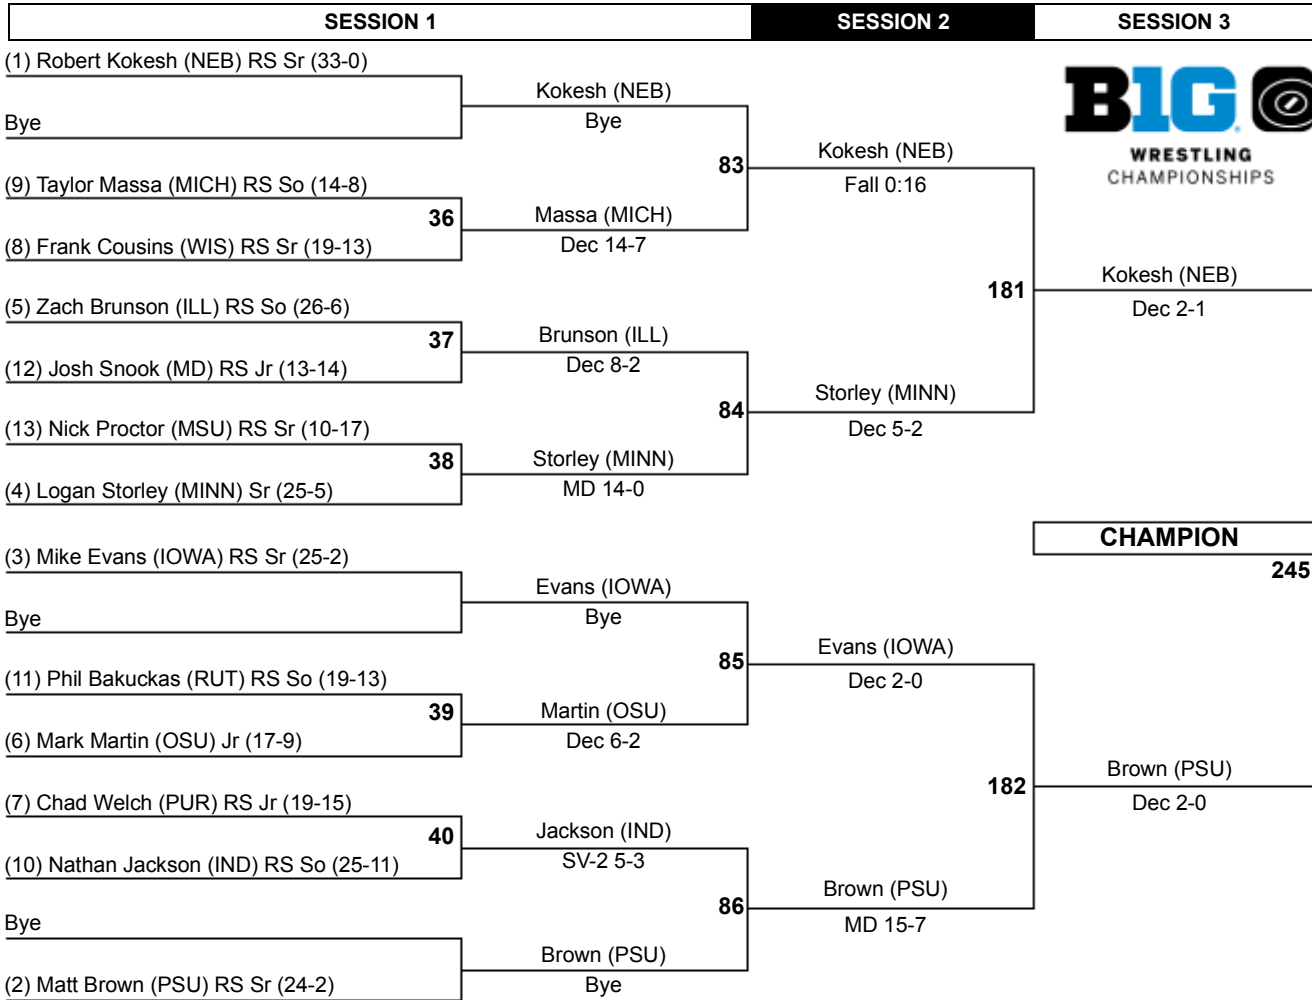 SESSION 1
SESSION 2
SESSION 3
(1) Robert Kokesh (NEB) RS Sr (33-0)
Bye
(9) Taylor Massa (MICH) RS So (14-8)
36
(8) Frank Cousins (WIS) RS Sr (19-13)
(5) Zach Brunson (ILL) RS So (26-6)
37
(12) Josh Snook (MD) RS Jr (13-14)
(13) Nick Proctor (MSU) RS Sr (10-17)
38
(4) Logan Storley (MINN) Sr (25-5)
(3) Mike Evans (IOWA) RS Sr (25-2)
Bye
(11) Phil Bakuckas (RUT) RS So (19-13)
39
(6) Mark Martin (OSU) Jr (17-9)
(7) Chad Welch (PUR) RS Jr (19-15)
40
(10) Nathan Jackson (IND) RS So (25-11)
Bye
(2) Matt Brown (PSU) RS Sr (24-2)
Kokesh (NEB)
Bye
83
Massa (MICH)
Dec 14-7
Brunson (ILL)
Dec 8-2
84
Storley (MINN)
MD 14-0
Evans (IOWA)
Bye
85
Martin (OSU)
Dec 6-2
Jackson (IND)
SV-2 5-3
86
Brown (PSU)
Bye
Kokesh (NEB)
Fall 0:16
181
Storley (MINN)
Dec 5-2
Evans (IOWA)
Dec 2-0
182
Brown (PSU)
MD 15-7
B1G
WRESTLING
CHAMPIONSHIPS
Kokesh (NEB)
Dec 2-1
CHAMPION
245
Brown (PSU)
Dec 2-0